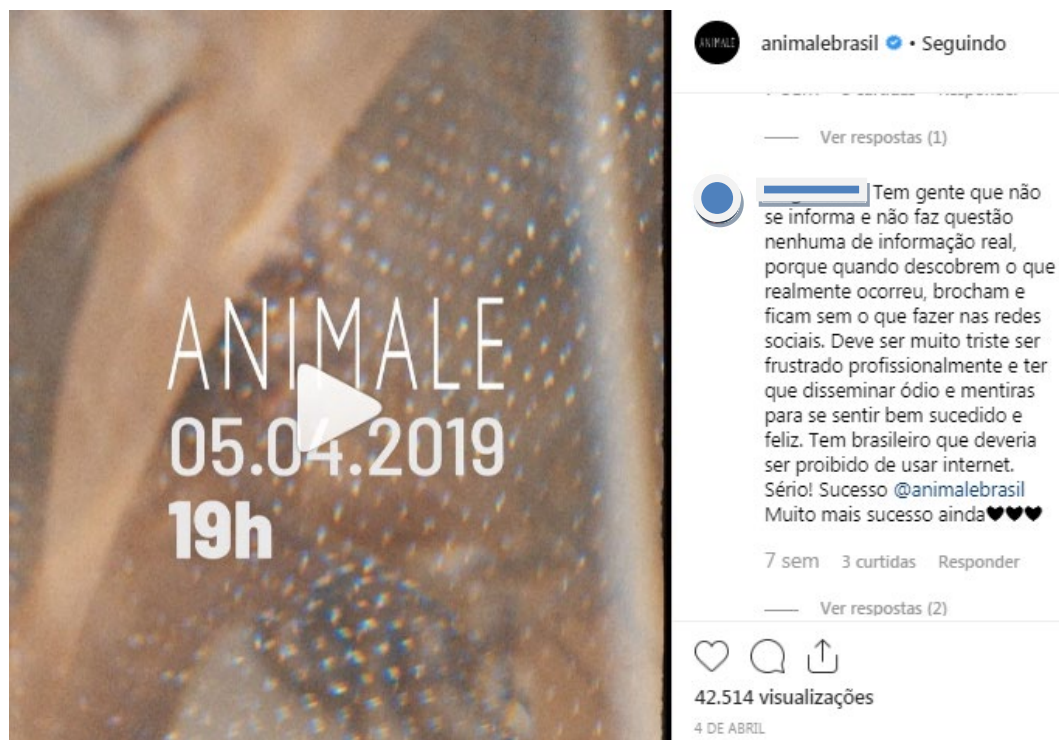 ANIMALE
05.04.2019
19h
ANIMALE
animalebrasil • Seguindo
Ver respostas (1)
Tem gente que não
se informa e não faz questão
nenhuma de informação real,
porque quando descobrem o que
realmente ocorreu, brocham e
ficam sem o que fazer nas redes
sociais. Deve ser muito triste ser
frustrado profissionalmente e ter
que disseminar ódio e mentiras
para se sentir bem sucedido e
feliz. Tem brasileiro que deveria
ser proibido de usar internet.
Sério! Sucesso @animalebrasil
Muito mais sucesso ainda🖤🖤🖤
7 sem 3 curtidas Responder
Ver respostas (2)
42.514 visualizações
4 DE ABRIL